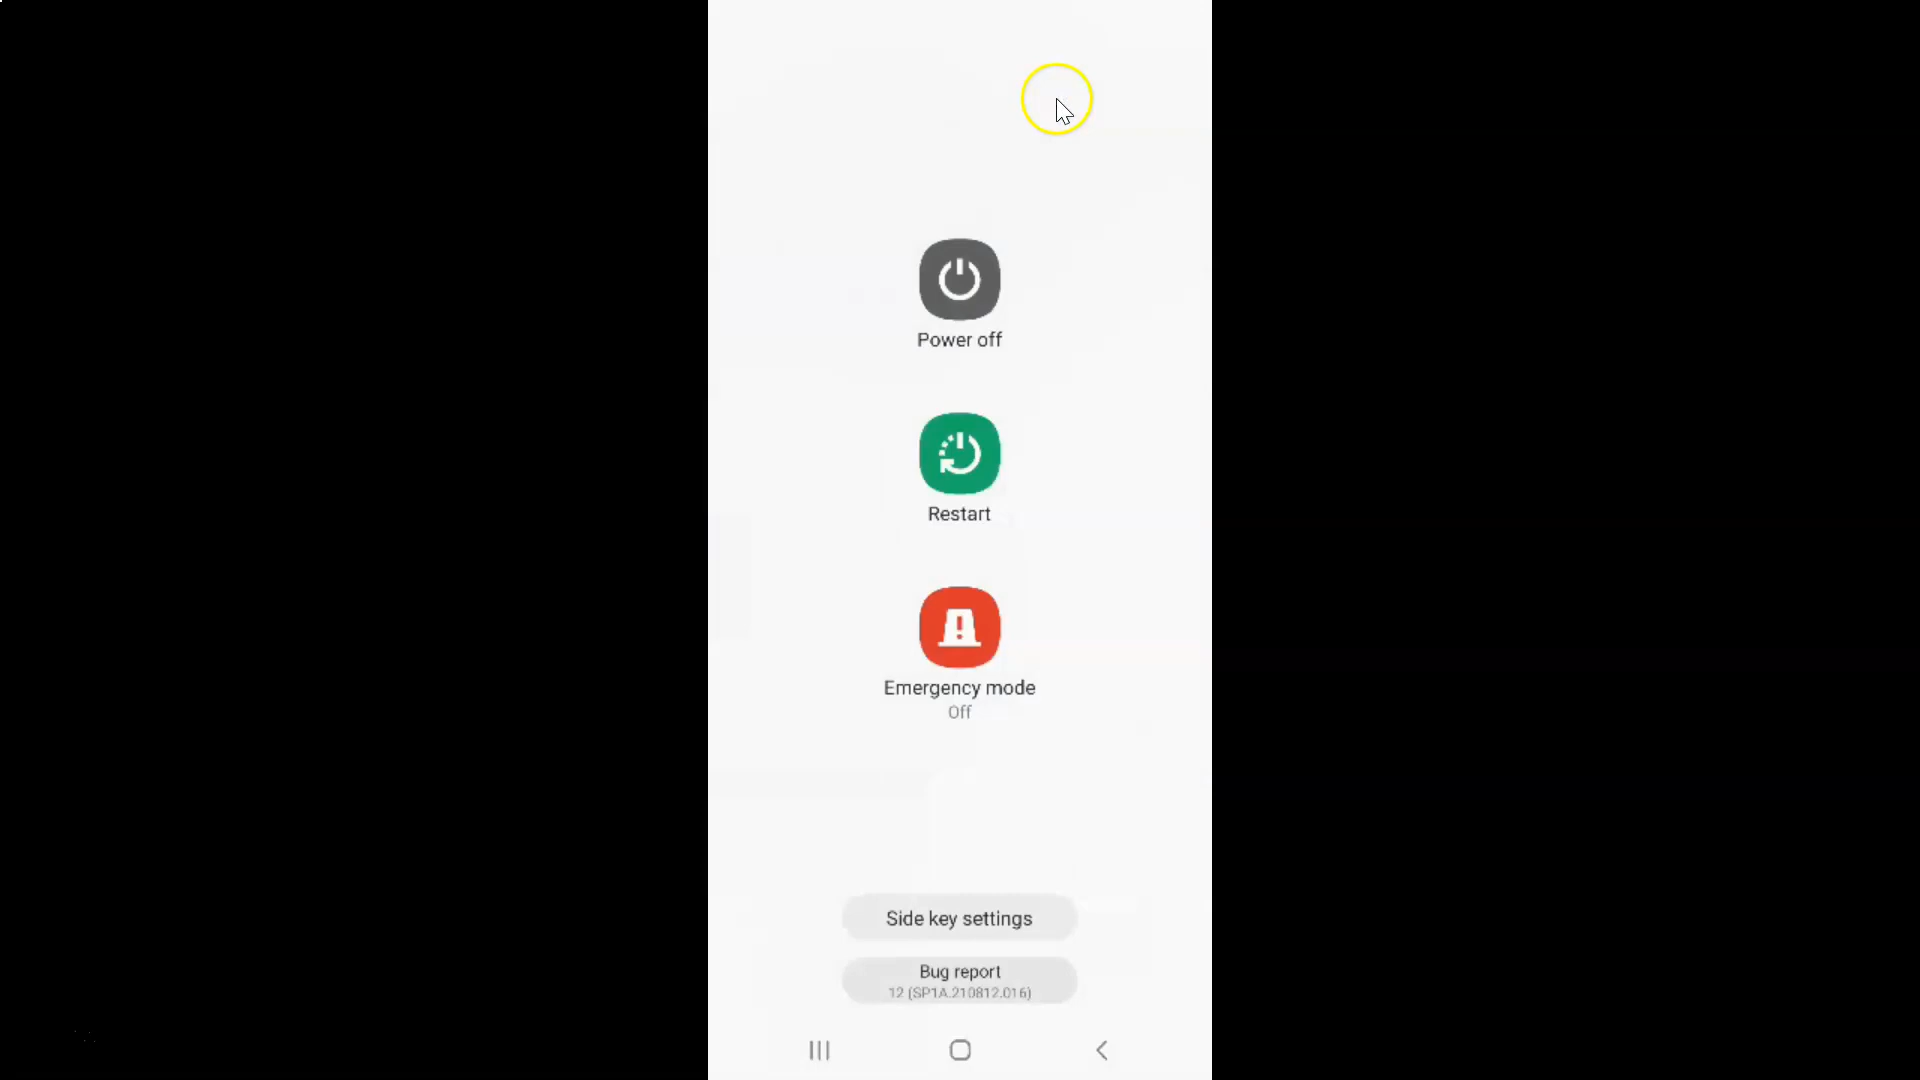 Power off
Restart
Emergency mode
Off
Side key settings
Bug report
12 (SP1A.210812.016)